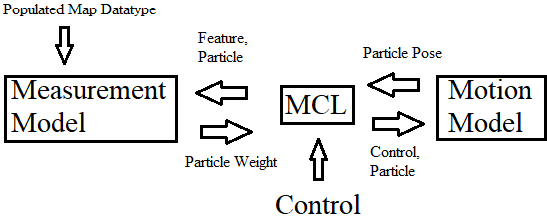 Populated Map Datatype
Feature,
Particle
Particle Pose
Measurement
Model
MCL
Motion
Model
Particle Weight
Control,
Particle
Control